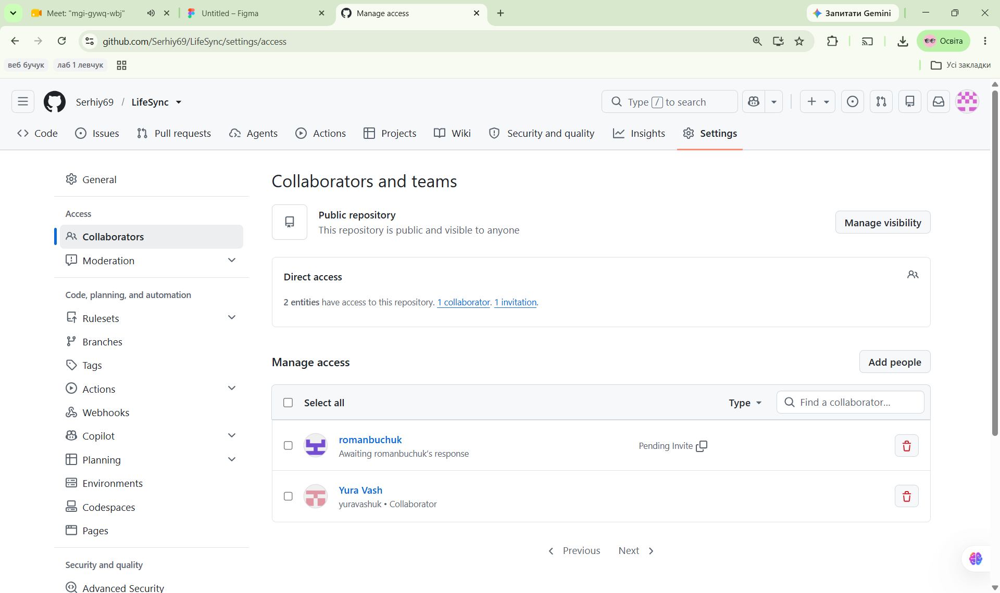 Meet: "mgi-gywq-wbj"
Untitled – Figma
Manage access
Запитати Gemini
github.com/Serhiy69/LifeSync/settings/access
Освіта
веб бучук
лаб 1 левчук
Усі закладки
Serhiy69 / LifeSync
Type / to search
Code
Issues
Pull requests
Agents
Actions
Projects
Wiki
Security and quality
Insights
Settings
General
Access
Collaborators
Moderation
Code, planning, and automation
Rulesets
Branches
Tags
Actions
Webhooks
Copilot
Planning
Environments
Codespaces
Pages
Security and quality
Advanced Security
Collaborators and teams
Public repository
This repository is public and visible to anyone
Manage visibility
Direct access
2 entities have access to this repository. 1 collaborator. 1 invitation.
Manage access
Add people
Select all
Type
Find a collaborator...
romanbuchuk
Awaiting romanbuchuk’s response
Pending Invite
Yura Vash
yuravashuk • Collaborator
Previous
Next